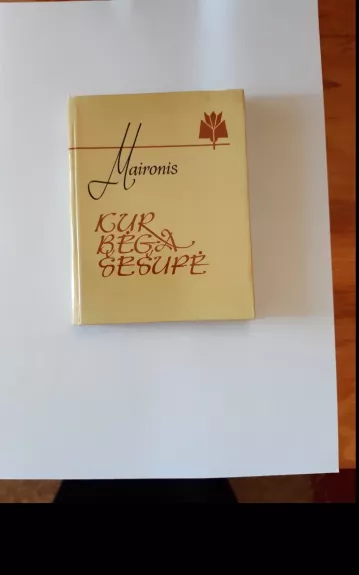 Maironis
KUR
BĖGA
ŠEŠUPĖ